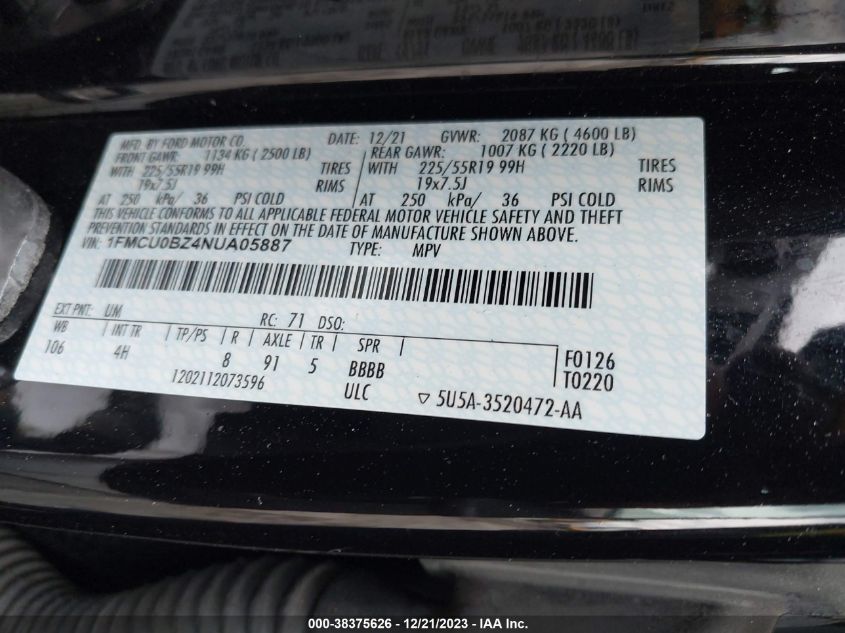 MFD. BY FORD MOTOR CO. DATE: 12/21 GVWR: 2087 KG ( 4600 LB)
FRONT GAWR: 1134 KG ( 2500 LB) REAR GAWR: 1007 KG ( 2220 LB)
WITH 225/55R19 99H TIRES WITH 225/55R19 99H TIRES
19x7.5J RIMS 19x7.5J RIMS
AT 250 kPa/ 36 PSI COLD AT 250 kPa/ 36 PSI COLD
THIS VEHICLE CONFORMS TO ALL APPLICABLE FEDERAL MOTOR VEHICLE SAFETY AND THEFT
PREVENTION STANDARDS IN EFFECT ON THE DATE OF MANUFACTURE SHOWN ABOVE.
VIN: 1FMCU0BZ4NUA05887 TYPE: MPV
EXT PNT: UM RC: 71 DSO:
WB INT TR TP/PS R AXLE TR SPR
106 4H 8 91 5 BBBB F0126
1202112073596 ULC T0220
▽ 5U5A-3520472-AA
000-38375626 - 12/21/2023 - IAA Inc.